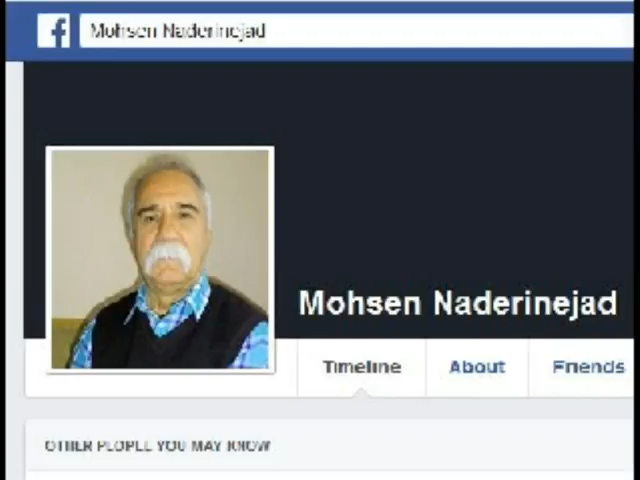 f Mohsen Naderinejad
Mohsen Naderinejad
Timeline About Friends
OTHER PEOPLE YOU MAY KNOW